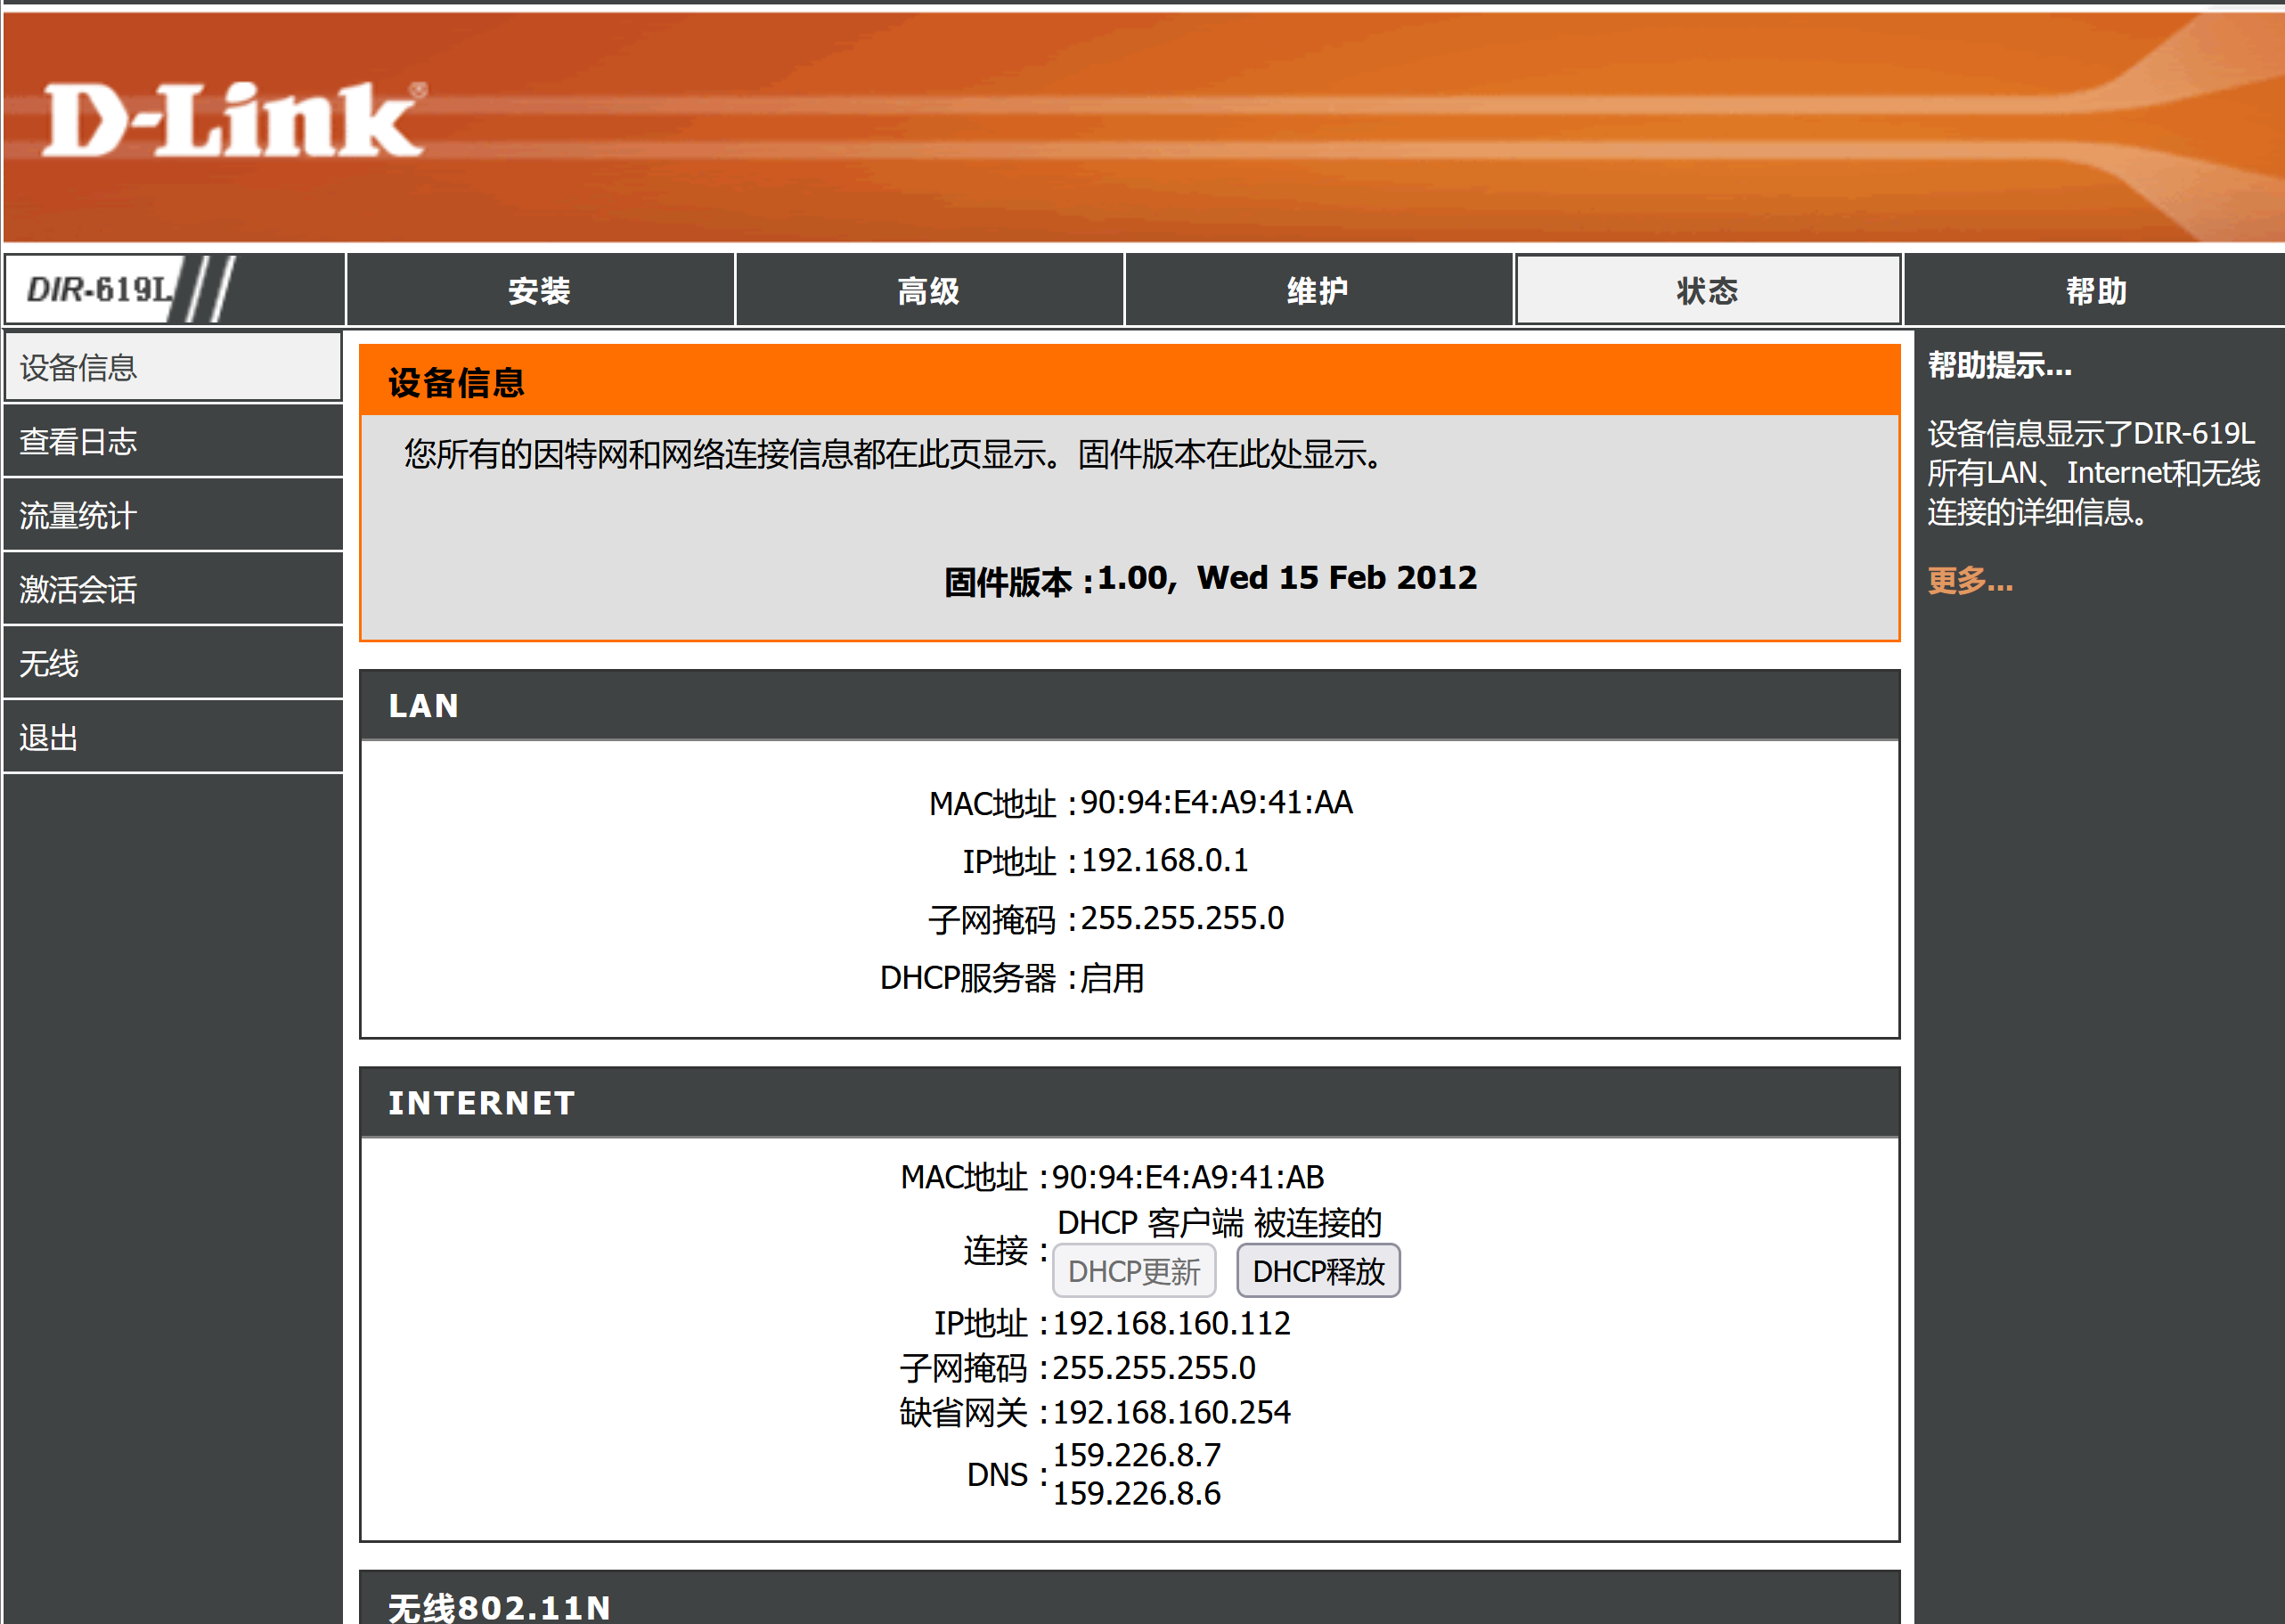 D-Link®
DIR-619L
安装
高级
维护
状态
帮助
设备信息
查看日志
流量统计
激活会话
无线
退出
设备信息
您所有的因特网和网络连接信息都在此页显示。固件版本在此处显示。
固件版本 :1.00, Wed 15 Feb 2012
LAN
MAC地址 :90:94:E4:A9:41:AA
IP地址 :192.168.0.1
子网掩码 :255.255.255.0
DHCP服务器 :启用
INTERNET
MAC地址 :90:94:E4:A9:41:AB
连接 :DHCP 客户端 被连接的
DHCP更新 DHCP释放
IP地址 :192.168.160.112
子网掩码 :255.255.255.0
缺省网关 :192.168.160.254
DNS :159.226.8.7
159.226.8.6
无线802.11N
帮助提示...
设备信息显示了DIR-619L
所有LAN、Internet和无线
连接的详细信息。
更多...